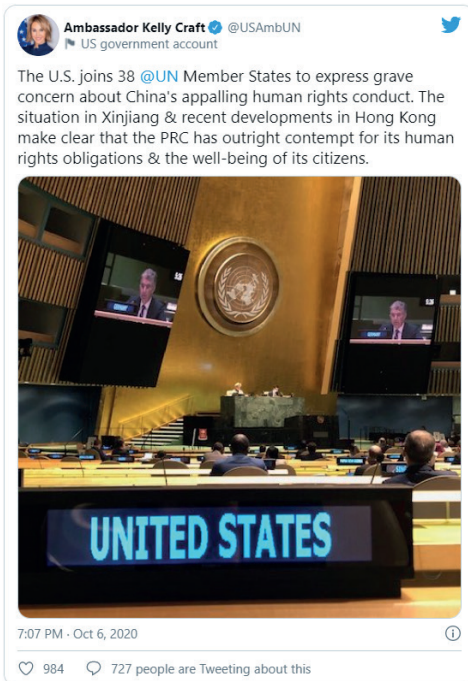 Ambassador Kelly Craft @USAmbUN
US government account
The U.S. joins 38 @UN Member States to express grave
concern about China's appalling human rights conduct. The
situation in Xinjiang & recent developments in Hong Kong
make clear that the PRC has outright contempt for its human
rights obligations & the well-being of its citizens.
UNITED STATES
7:07 PM · Oct 6, 2020
984 727 people are Tweeting about this